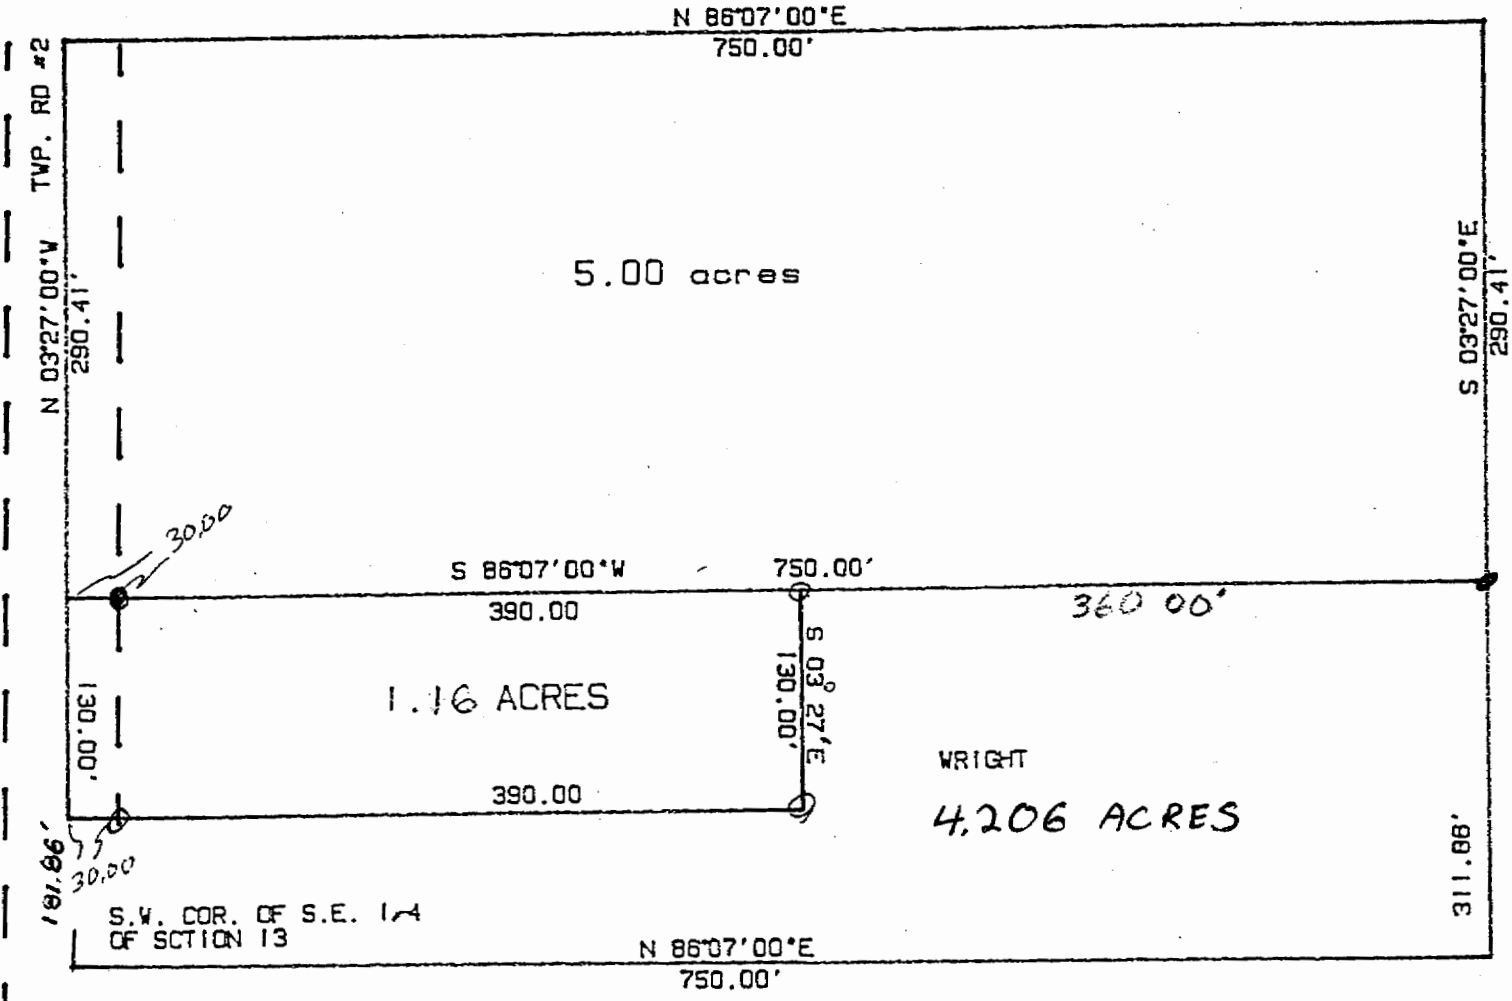 N 86°07'00"E
750.00'
TWP. RD #2
N 03°27'00"W
290.41'
5.00 acres
S 03°27'00"E
290.41'
30.00
S 86°07'00"W
750.00'
390.00
360 00'
130.00'
1.16 ACRES
S 03° 27' E
130.00'
390.00
WRIGHT
4.206 ACRES
181.86'
30.00
311.86'
S.W. COR. OF S.E. 1/4
OF SCTION 13
N 86°07'00"E
750.00'